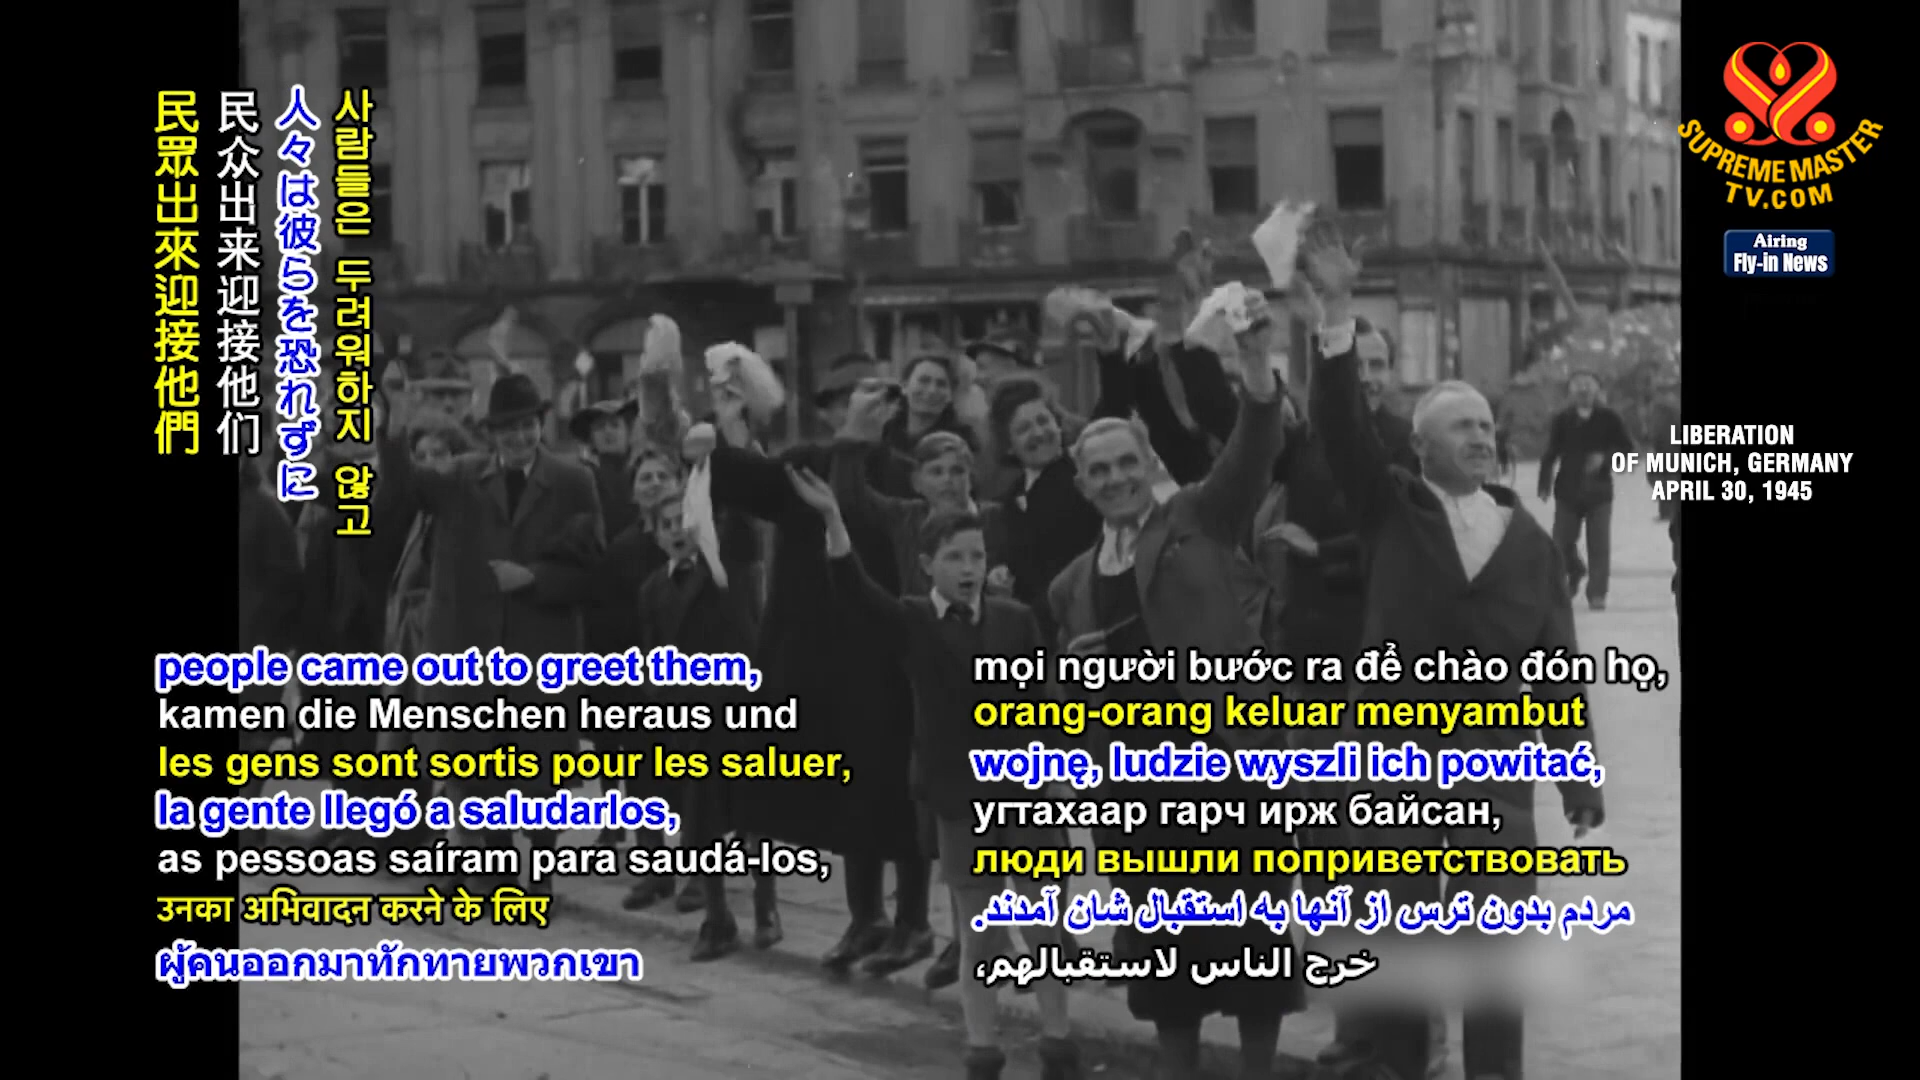 民眾出來迎接他們
民众出来迎接他们
人々は彼らを恐れずに
사람들은 두려워하지 않고
SUPREME MASTER
TV.COM
Airing
Fly-in News
LIBERATION
OF MUNICH, GERMANY
APRIL 30, 1945
people came out to greet them,
kamen die Menschen heraus und
les gens sont sortis pour les saluer,
la gente llegó a saludarlos,
as pessoas saíram para saudá-los,
उनका अभिवादन करने के लिए
ผู้คนออกมาทักทายพวกเขา
mọi người bước ra để chào đón họ,
orang-orang keluar menyambut
wojnę, ludzie wyszli ich powitać,
угтахаар гарч ирж байсан,
люди вышли поприветствовать
مردم بدون ترس از آنها به استقبال شان آمدند.
خرج الناس لاستقبالهم،